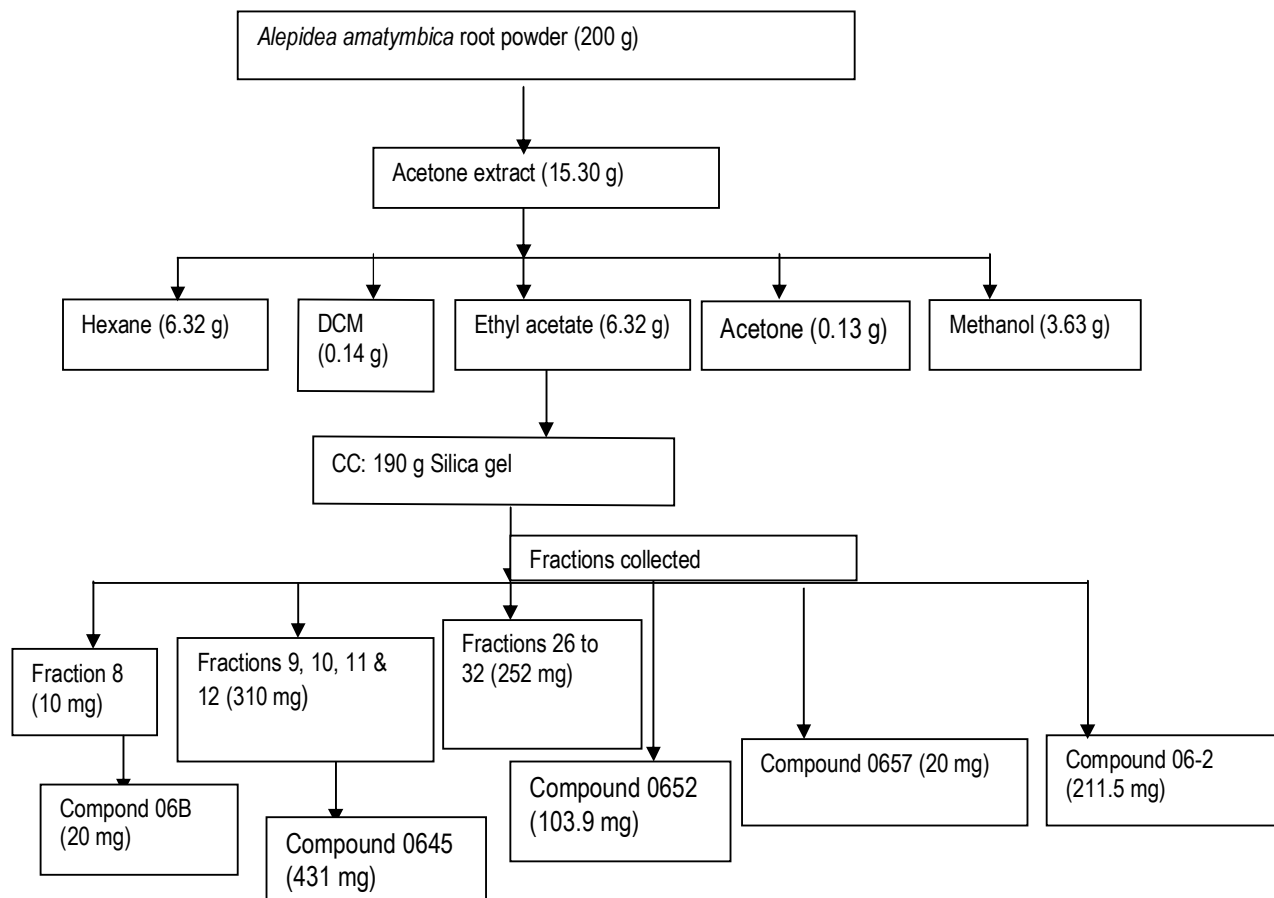 Alepidea amatymbica root powder (200 g)
Acetone extract (15.30 g)
Hexane (6.32 g)
DCM
(0.14 g)
Ethyl acetate (6.32 g)
Acetone (0.13 g)
Methanol (3.63 g)
CC: 190 g Silica gel
Fractions collected
Fraction 8
(10 mg)
Fractions 9, 10, 11 &
12 (310 mg)
Fractions 26 to
32 (252 mg)
Compond 06B
(20 mg)
Compound 0645
(431 mg)
Compound 0652
(103.9 mg)
Compound 0657 (20 mg)
Compound 06-2
(211.5 mg)